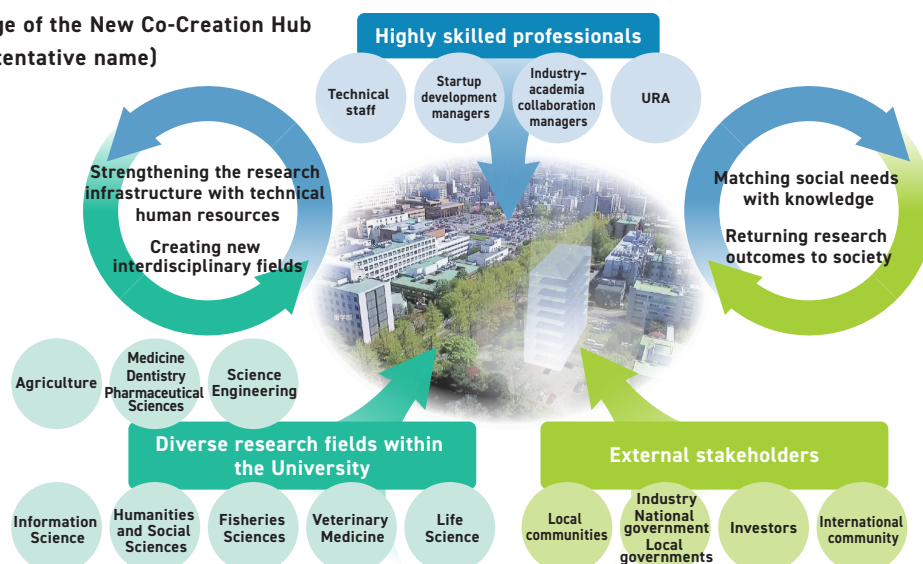 ge of the New Co-Creation Hub
tentative name)
Highly skilled professionals
Technical
staff
Startup
development
managers
Industry–
academia
collaboration
managers
URA
Strengthening the research
infrastructure with technical
human resources
Creating new
interdisciplinary fields
Matching social needs
with knowledge
Returning research
outcomes to society
Agriculture
Medicine
Dentistry
Pharmaceutical
Sciences
Science
Engineering
Diverse research fields within
the University
Information
Science
Humanities
and Social
Sciences
Fisheries
Sciences
Veterinary
Medicine
Life
Science
External stakeholders
Local
communities
Industry
National
government
Local
governments
Investors
International
community